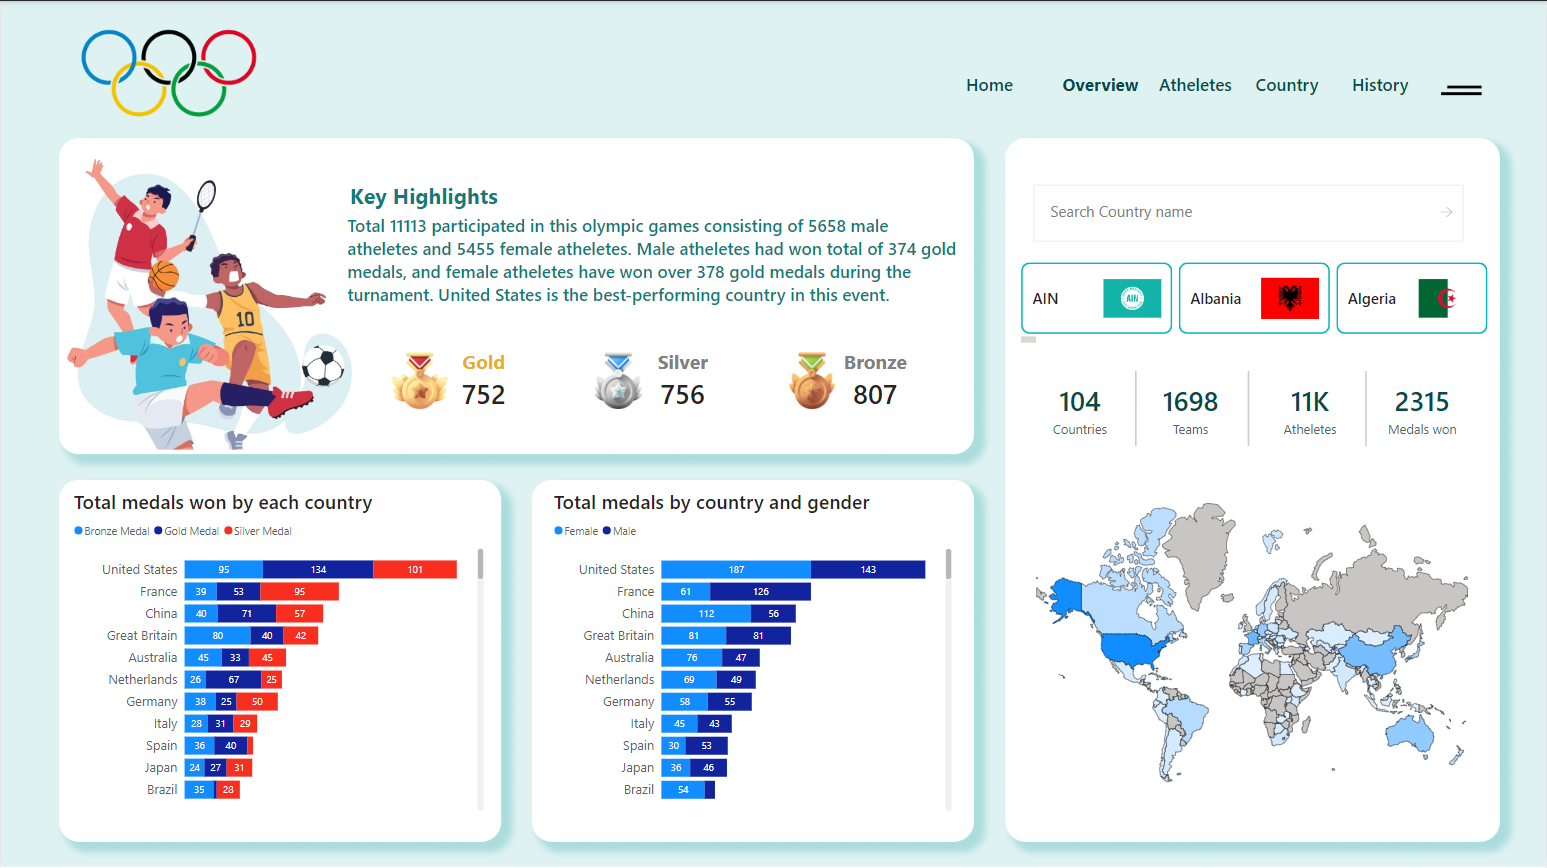 Home Overview Atheletes Country History
Key Highlights
Total 11113 participated in this olympic games consisting of 5658 male
atheletes and 5455 female atheletes. Male atheletes had won total of 374 gold
medals, and female atheletes have won over 378 gold medals during the
turnament. United States is the best-performing country in this event.
10
Gold
752
Silver
756
Bronze
807
Search Country name
AIN
AIN
Albania
Algeria
104
Countries
1698
Teams
11K
Atheletes
2315
Medals won
Total medals won by each country
Bronze Medal Gold Medal Silver Medal
United States 95 134 101
France 39 53 95
China 40 71 57
Great Britain 80 40 42
Australia 45 33 45
Netherlands 26 67 25
Germany 38 25 50
Italy 28 31 29
Spain 36 40
Japan 24 27 31
Brazil 35 28
Total medals by country and gender
Female Male
United States 187 143
France 61 126
China 112 56
Great Britain 81 81
Australia 76 47
Netherlands 69 49
Germany 58 55
Italy 45 43
Spain 30 53
Japan 36 46
Brazil 54